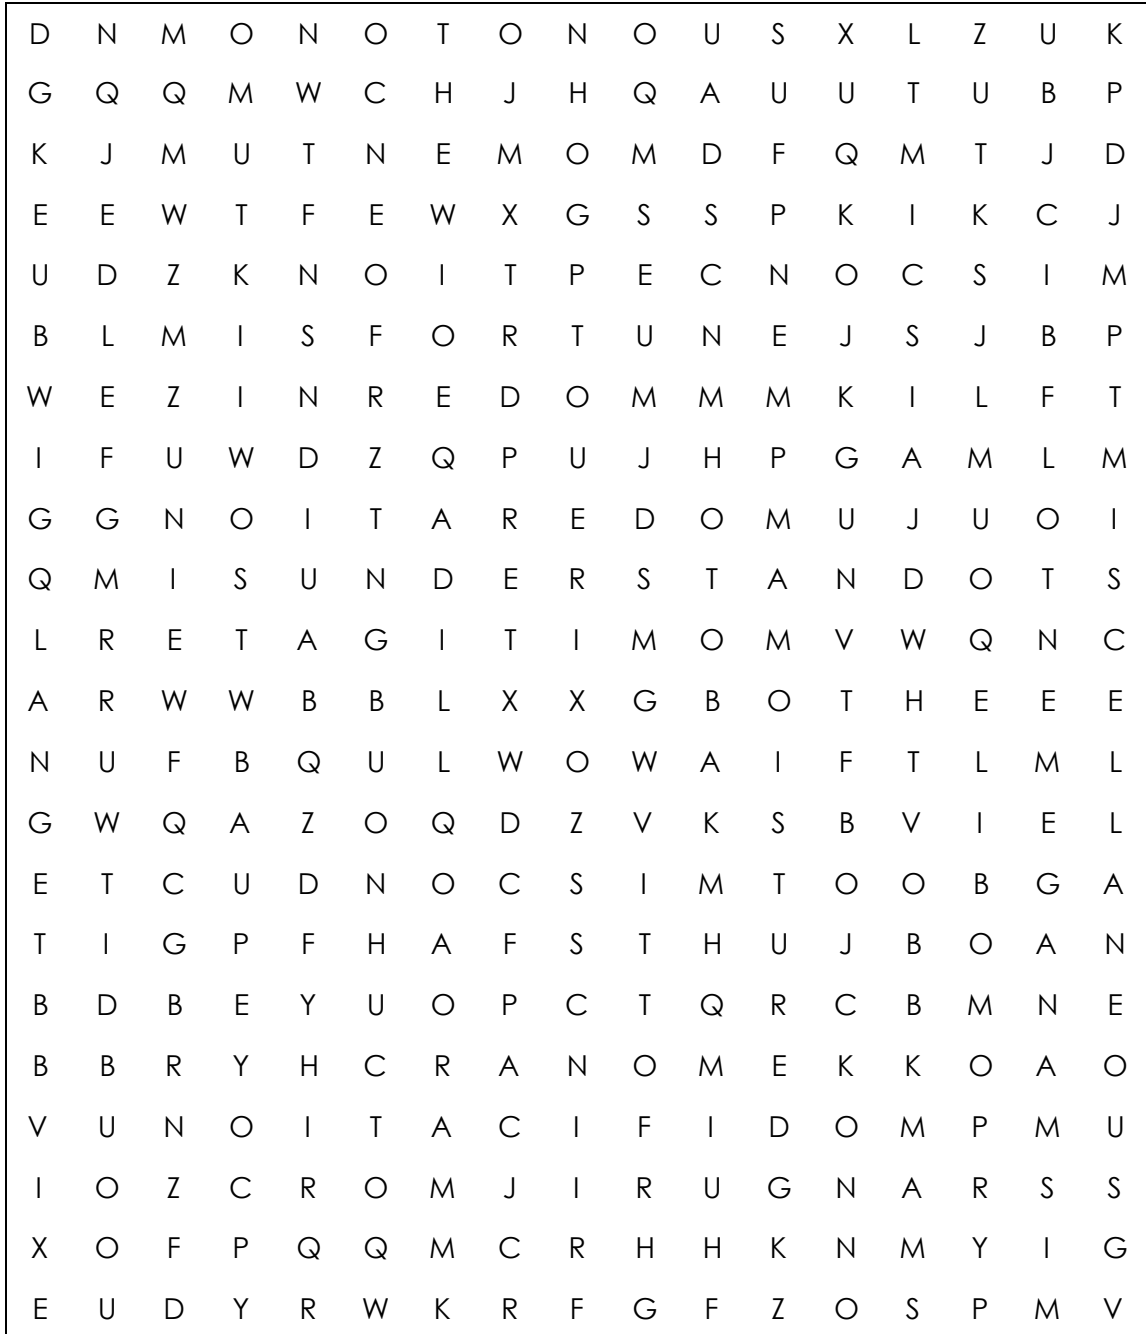 D N M O N O T O N O U S X L Z U K
G Q Q M W C H J H Q A U U T U B P
K J M U T N E M O M D F Q M T J D
E E W T F E W X G S S P K I K C J
U D Z K N O I T P E C N O C S I M
B L M I S F O R T U N E J S J B P
W E Z I N R E D O M M M K I L F T
I F U W D Z Q P U J H P G A M L M
G G N O I T A R E D O M U J U O I
Q M I S U N D E R S T A N D O T S
L R E T A G I T I M O M V W Q N C
A R W W B B L X X G B O T H E E E
N U F B Q U L W O W A I F T L M L
G W Q A Z O Q D Z V K S B V I E L
E T C U D N O C S I M T O O B G A
T I G P F H A F S T H U J B O A N
B D B E Y U O P C T Q R C B M N E
B B R Y H C R A N O M E K K O A O
V U N O I T A C I F I D O M P M U
I O Z C R O M J I R U G N A R S S
X O F P Q Q M C R H H K N M Y I G
E U D Y R W K R F G F Z O S P M V